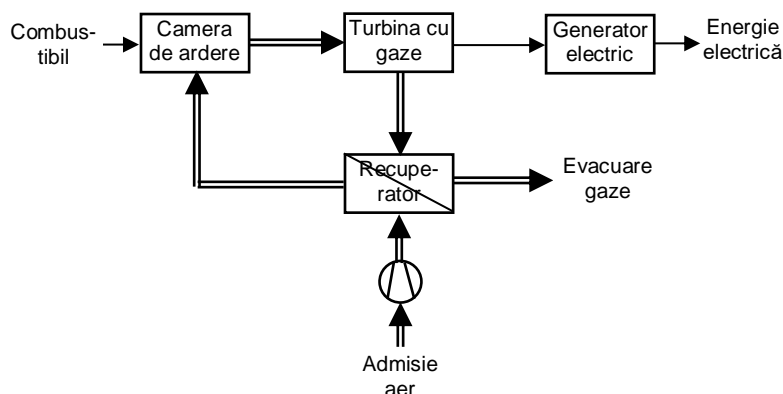 Combus-
tibil
Camera
de ardere
Turbina cu
gaze
Generator
electric
Energie
electrică
Recupe-
rator
Evacuare
gaze
Admisie
aer